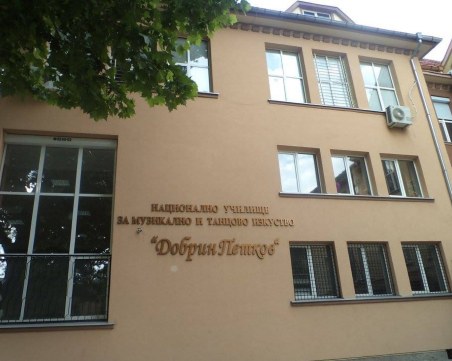 НАЦИОНАЛНО УЧИЛИЩЕ
ЗА МУЗИКАЛНО И ТАНЦОВО ИЗКУСТВО
"Добрин Петков"